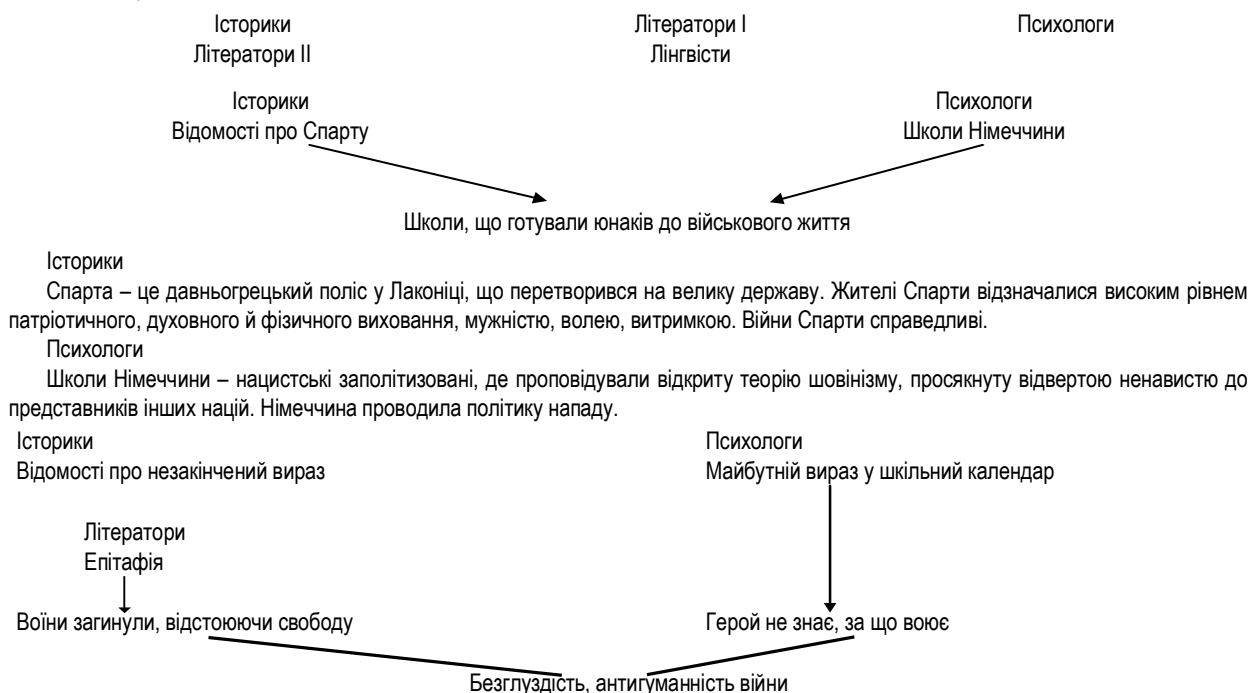 Історики Літератори І Психологи
Літератори ІІ Лінгвісти
Історики Психологи
Відомості про Спарту Школи Німеччини
Школи, що готували юнаків до військового життя
Історики
Спарта – це давньогрецький поліс у Лаконіці, що перетворився на велику державу. Жителі Спарти відзначалися високим рівнем
патріотичного, духовного й фізичного виховання, мужністю, волею, витримкою. Війни Спарти справедливі.
Психологи
Школи Німеччини – нацистські заполітизовані, де проповідували відкриту теорію шовінізму, просякнуту відвертою ненавистю до
представників інших націй. Німеччина проводила політику нападу.
Історики Психологи
Відомості про незакінчений вираз Майбутній вираз у шкільний календар
Літератори
Епітафія
Воїни загинули, відстоюючи свободу Герой не знає, за що воює
Безглуздість, антигуманність війни